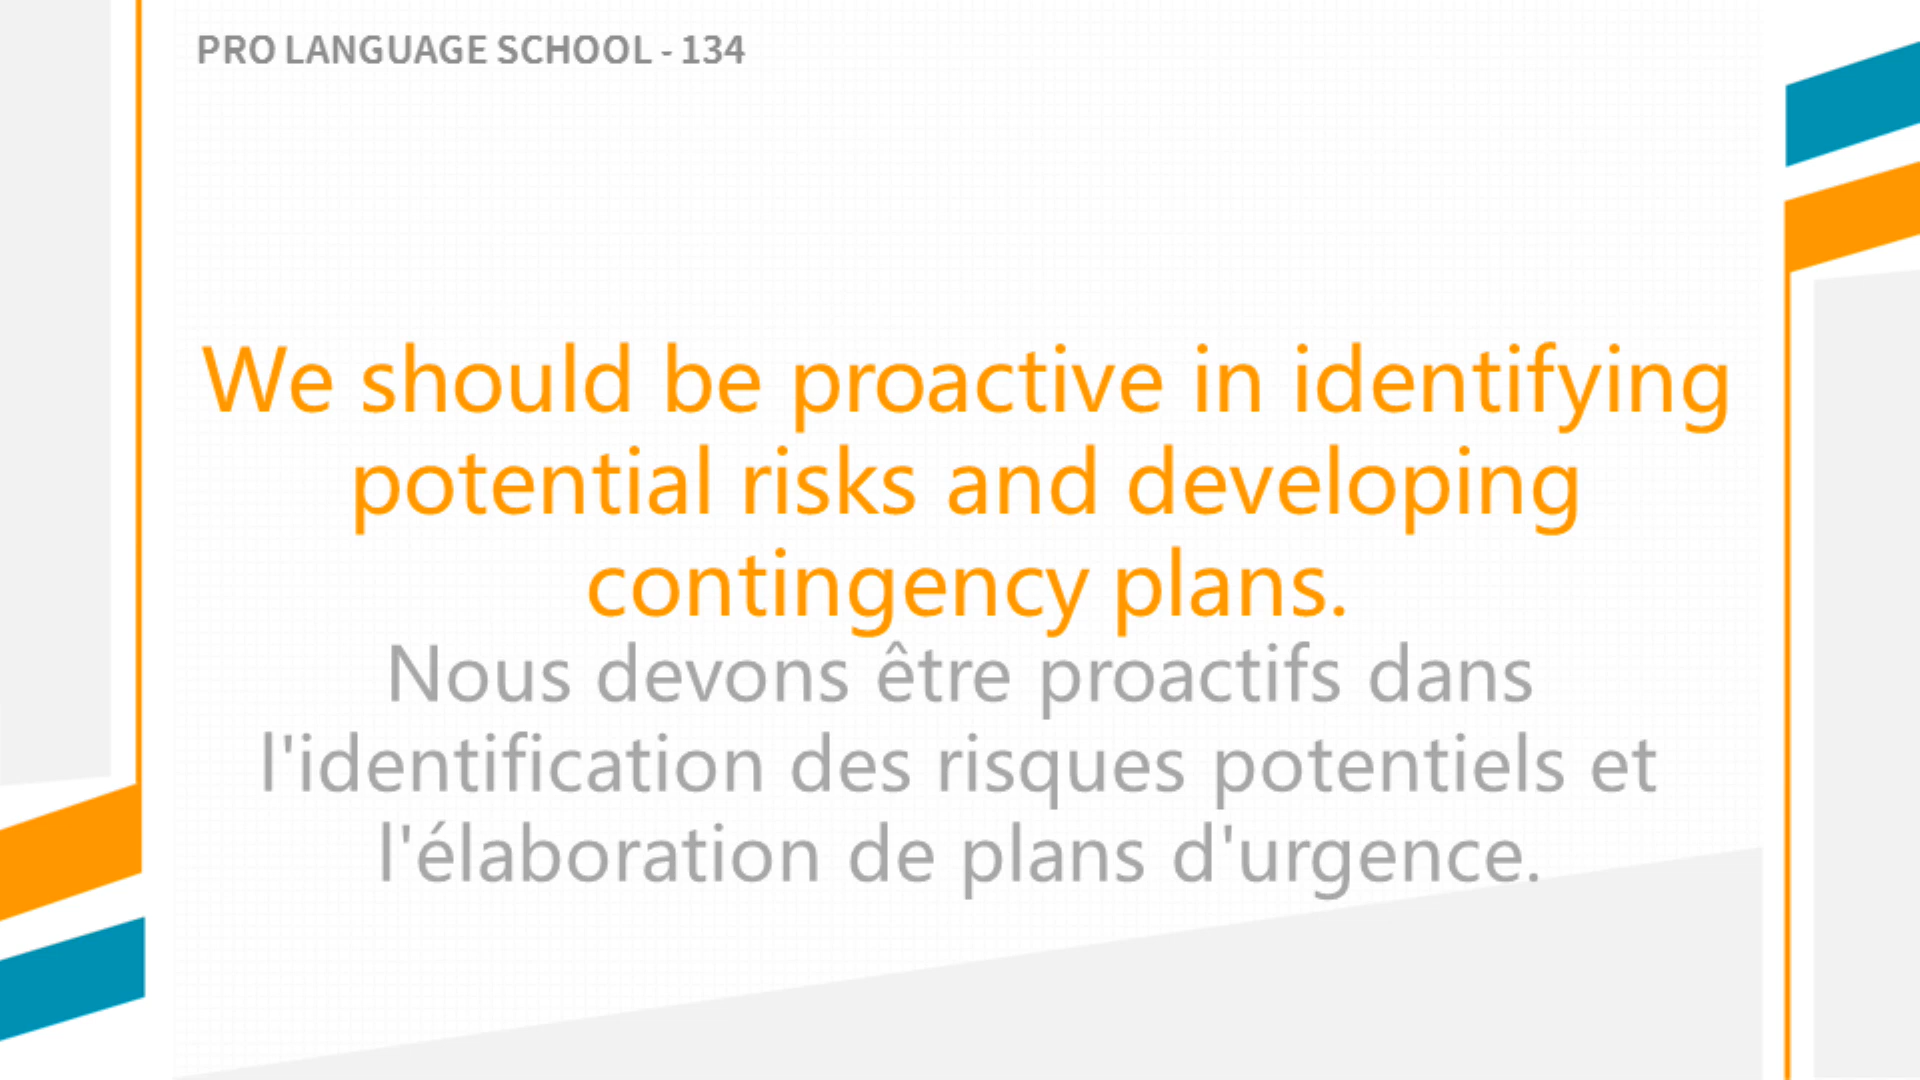 PRO LANGUAGE SCHOOL - 134
We should be proactive in identifying
potential risks and developing
contingency plans.
Nous devons être proactifs dans
l'identification des risques potentiels et
l'élaboration de plans d'urgence.